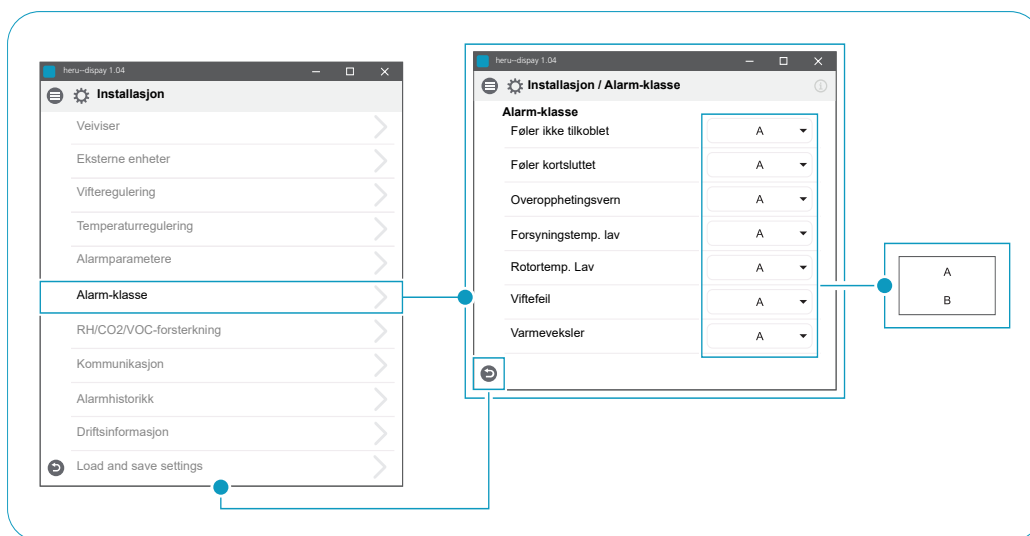 heru--dispay 1.04
Installasjon
Veiviser
Eksterne enheter
Vifteregulering
Temperaturregulering
Alarmparametere
Alarm-klasse
RH/CO2/VOC-forsterkning
Kommunikasjon
Alarmhistorikk
Driftsinformasjon
Load and save settings
heru--dispay 1.04
Installasjon / Alarm-klasse
Alarm-klasse
Føler ikke tilkoblet A
Føler kortsluttet A
Overopphetingsvern A
Forsyningstemp. lav A
Rotortemp. Lav A
Viftefeil A
Varmeveksler A
A
B